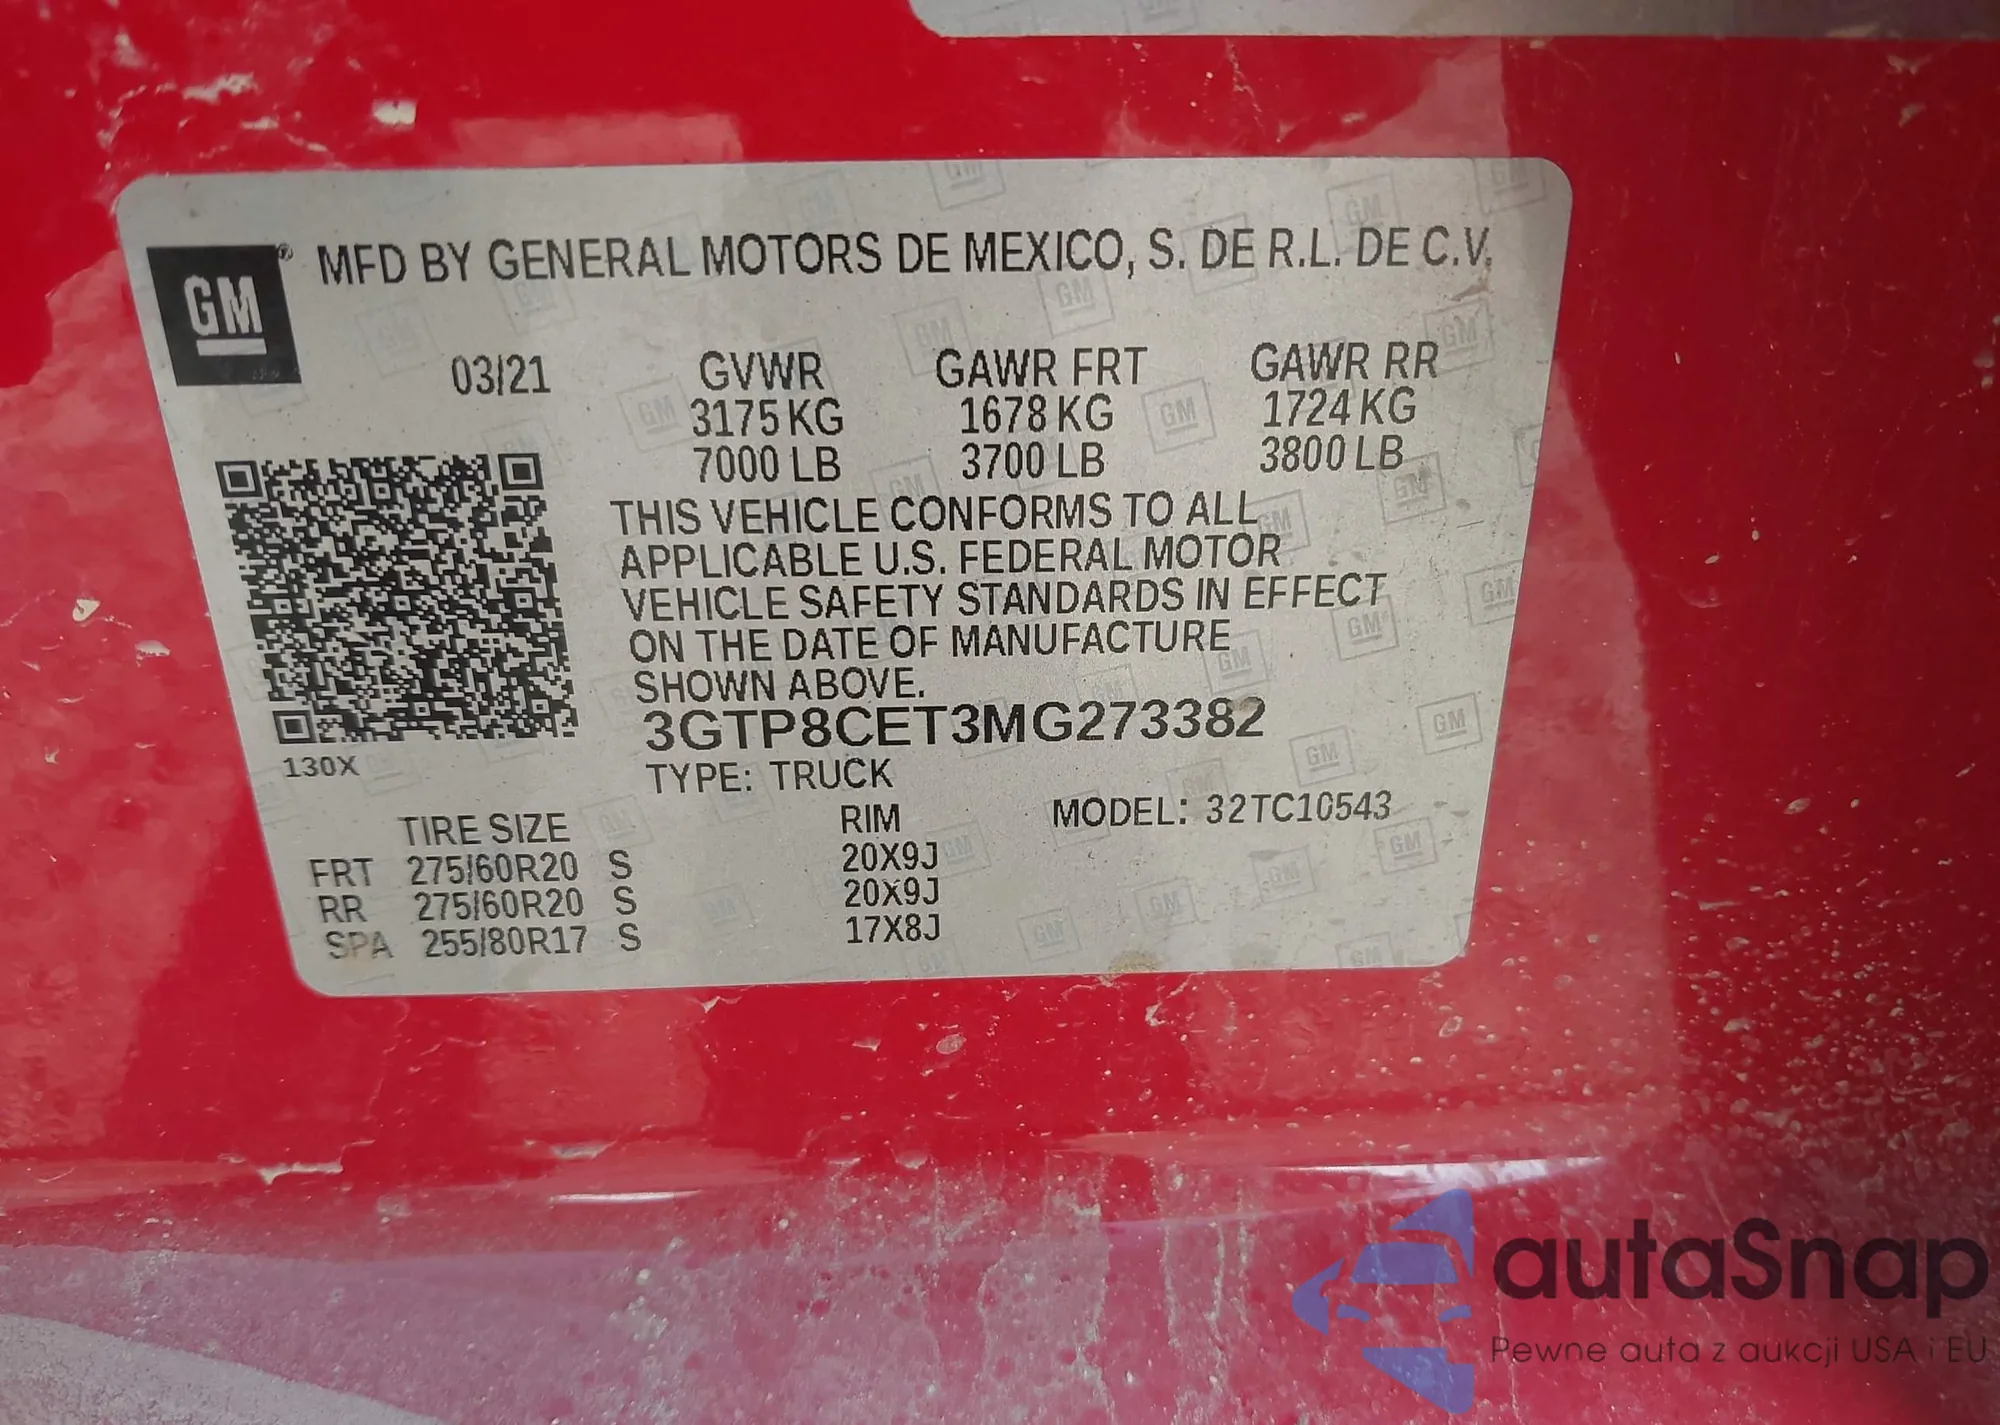 GM® MFD BY GENERAL MOTORS DE MEXICO, S. DE R.L. DE C.V.
03/21 GVWR GAWR FRT GAWR RR
3175 KG 1678 KG 1724 KG
7000 LB 3700 LB 3800 LB
THIS VEHICLE CONFORMS TO ALL
APPLICABLE U.S. FEDERAL MOTOR
VEHICLE SAFETY STANDARDS IN EFFECT
ON THE DATE OF MANUFACTURE
SHOWN ABOVE.
3GTP8CET3MG273382
130X
TYPE: TRUCK
TIRE SIZE RIM MODEL: 32TC10543
FRT 275/60R20 S 20X9J
RR 275/60R20 S 20X9J
SPA 255/80R17 S 17X8J
autaSnap
Pewne auta z aukcji USA i EU